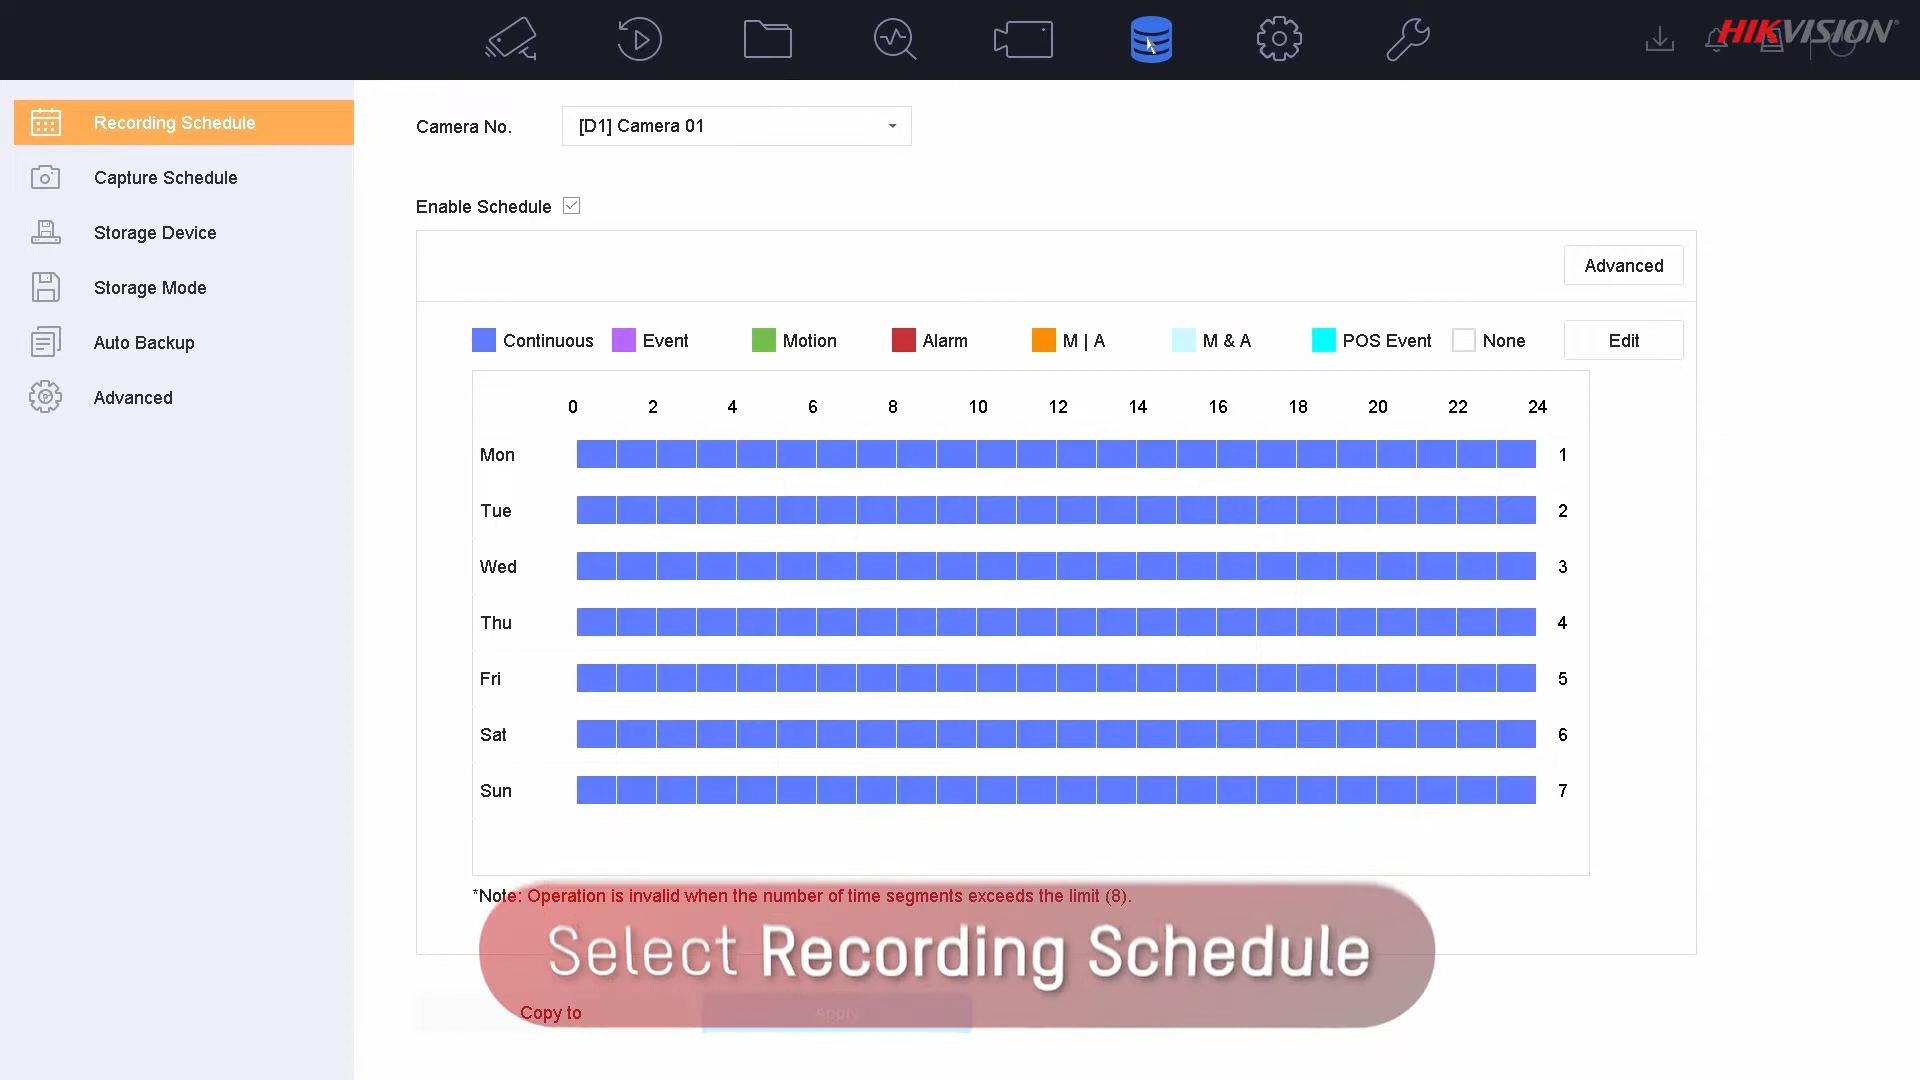 HIKVISION®
Recording Schedule
Capture Schedule
Storage Device
Storage Mode
Auto Backup
Advanced
Camera No. [D1] Camera 01
Enable Schedule
Advanced
Continuous Event Motion Alarm M | A M & A POS Event None Edit
0 2 4 6 8 10 12 14 16 18 20 22 24
Mon 1
Tue 2
Wed 3
Thu 4
Fri 5
Sat 6
Sun 7
*Note: Operation is invalid when the number of time segments exceeds the limit (8).
Select Recording Schedule
Copy to Apply